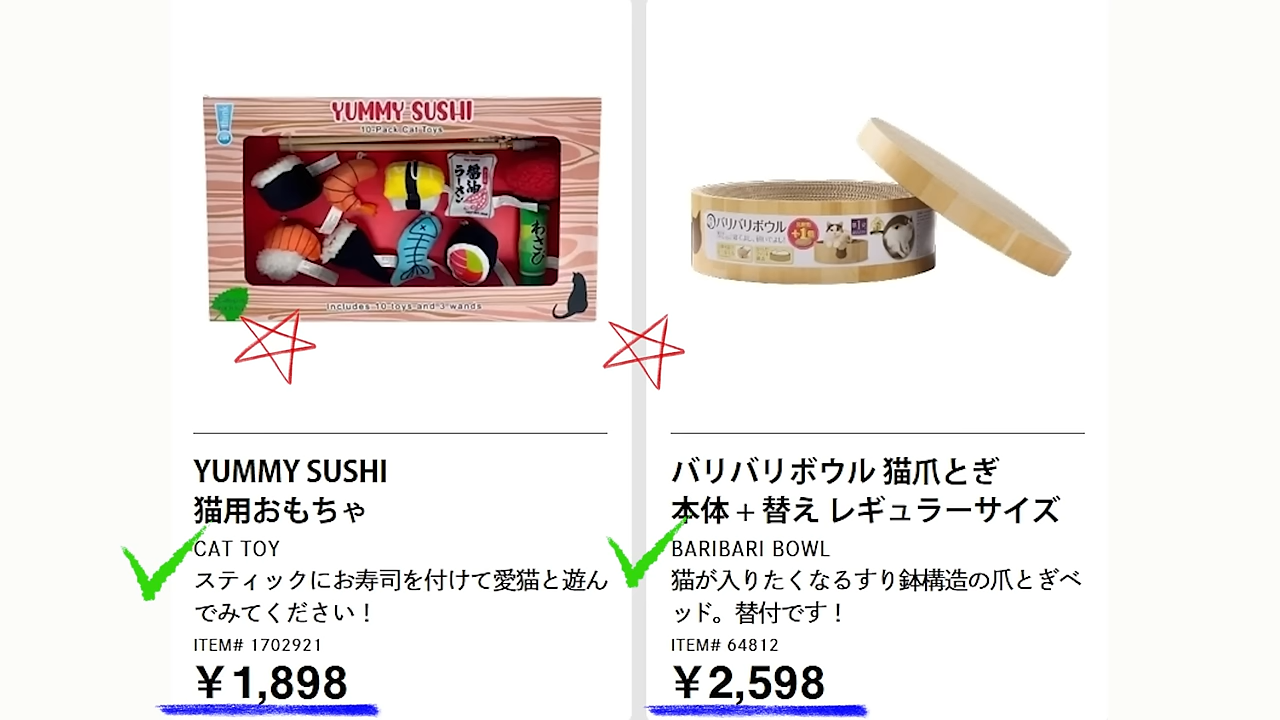 YUMMY SUSHI
10-Pack Cat Toys
醤油
ラーメン
わさび
Includes 10 toys and 3 wands
バリバリボウル
+1個
YUMMY SUSHI
猫用おもちゃ
CAT TOY
スティックにお寿司を付けて愛猫と遊ん
でみてください！
ITEM# 1702921
￥1,898
バリバリボウル 猫爪とぎ
本体 + 替え レギュラーサイズ
BARIBARI BOWL
猫が入りたくなるすり鉢構造の爪とぎベ
ッド。替付です！
ITEM# 64812
￥2,598